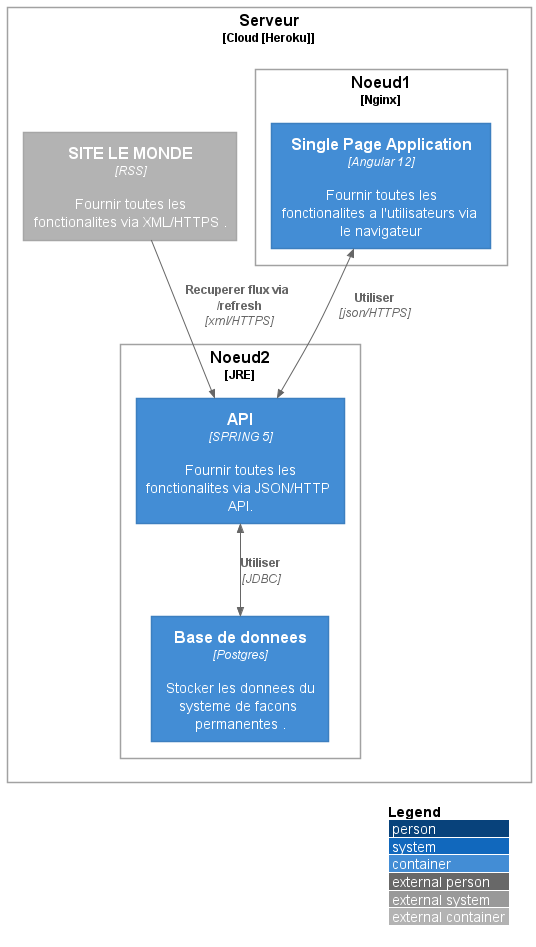 Serveur
[Cloud [Heroku]]
Noeud1
[Nginx]
SITE LE MONDE
[RSS]
Fournir toutes les
fonctionalites via XML/HTTPS .
Single Page Application
[Angular 12]
Fournir toutes les
fonctionalites a l'utilisateurs via
le navigateur
Recuperer flux via
/refresh
[xml/HTTPS]
Utiliser
[json/HTTPS]
Noeud2
[JRE]
API
[SPRING 5]
Fournir toutes les
fonctionalites via JSON/HTTP
API.
Utiliser
[JDBC]
Base de donnees
[Postgres]
Stocker les donnees du
systeme de facons
permanentes .
Legend
person
system
container
external person
external system
external container